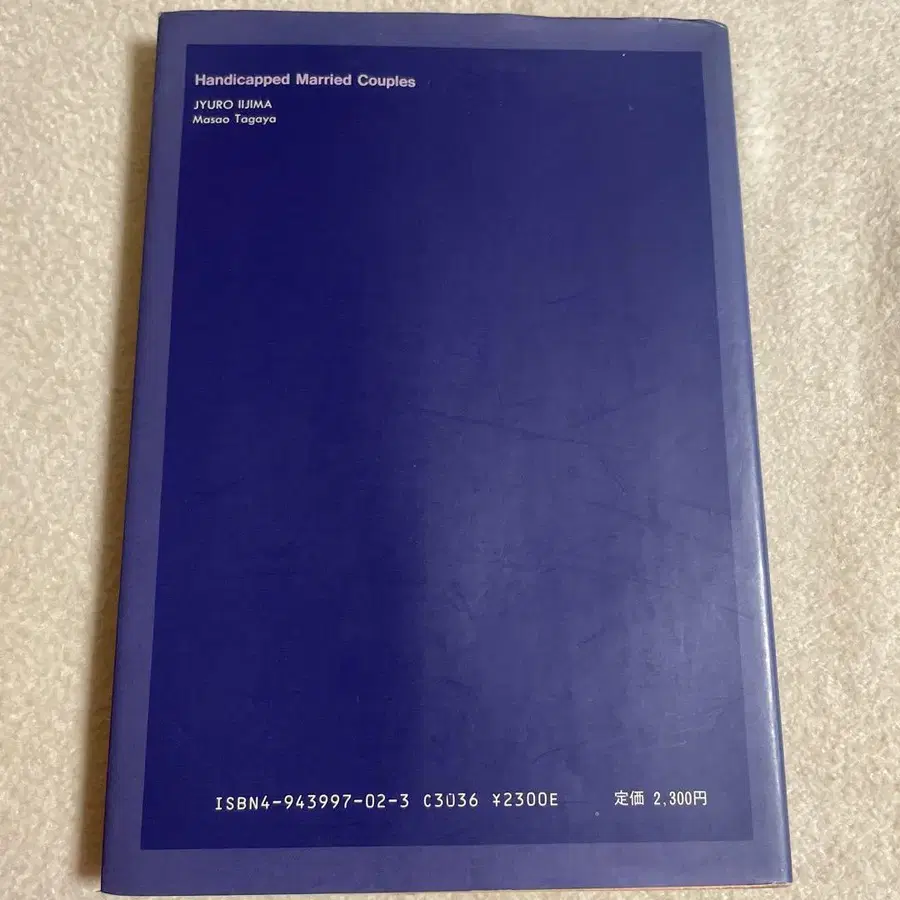 Handicapped Married Couples
JYURO IIJIMA
Masao Tagaya
ISBN4-943997-02-3 C3036 ¥2300E 定価 2,300円